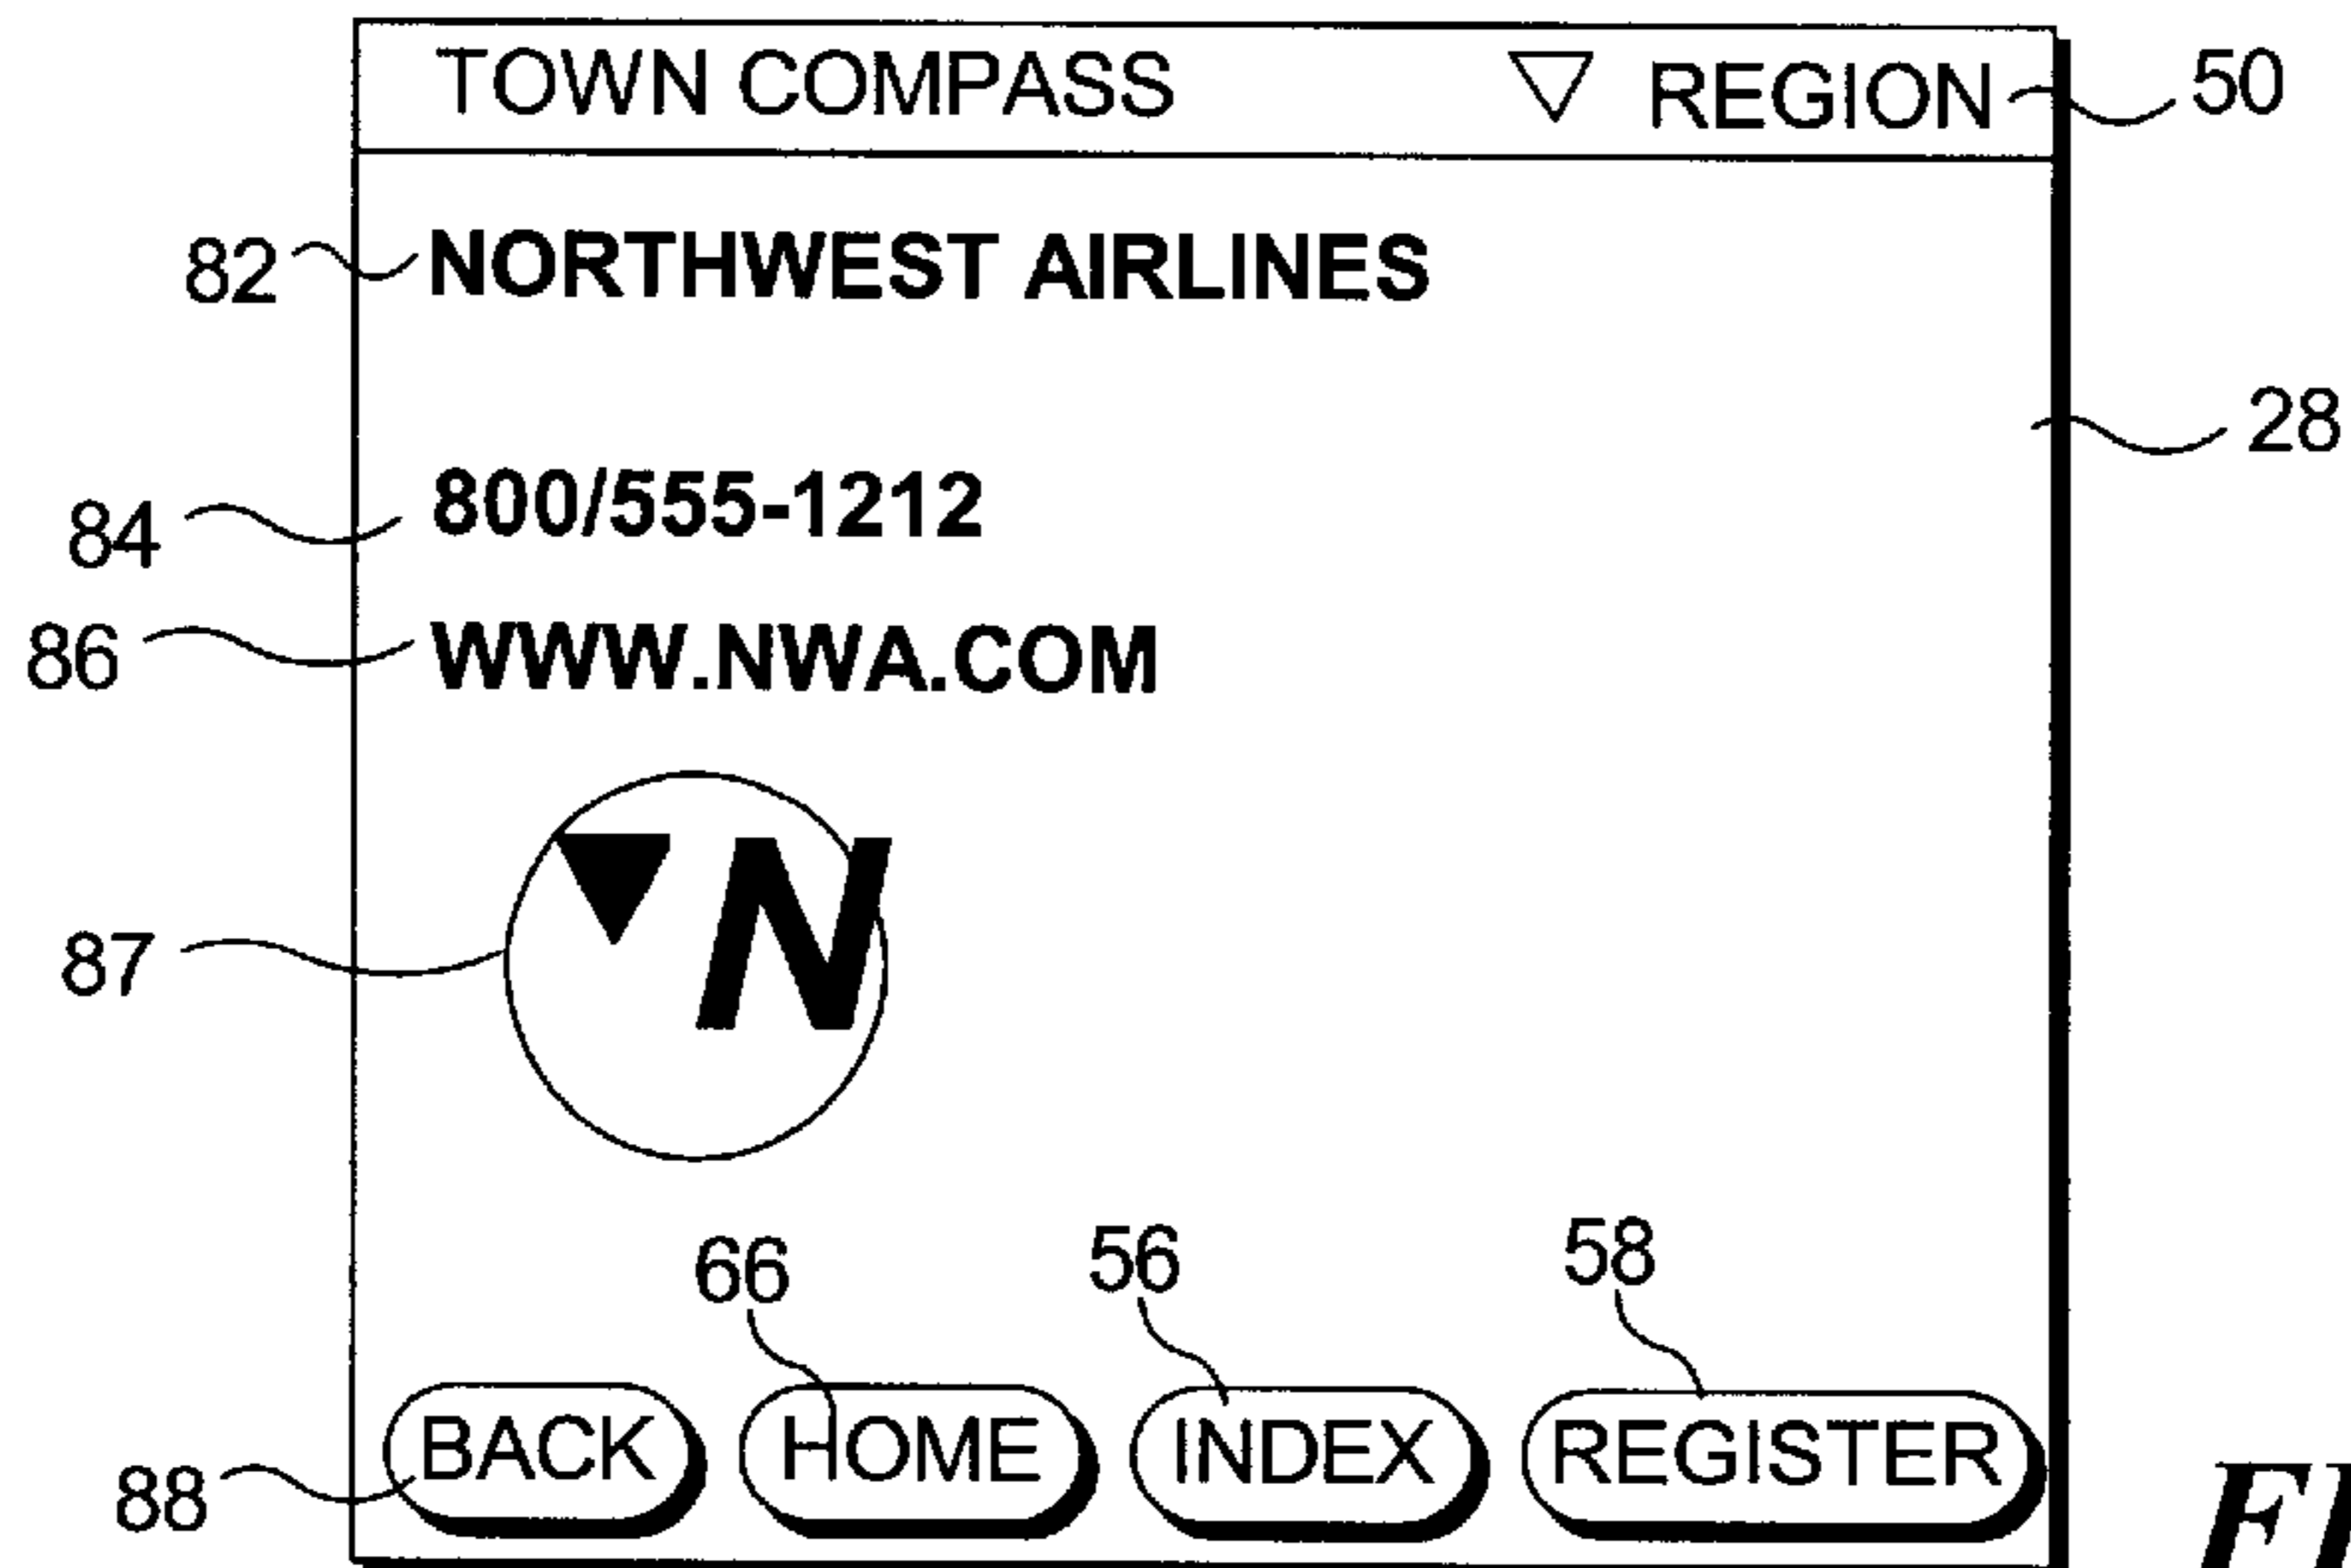 TOWN COMPASS ▽ REGION 50
82 NORTHWEST AIRLINES
28
84 800/555-1212
86 WWW.NWA.COM
87 N
66 56 58
BACK HOME INDEX REGISTER
88